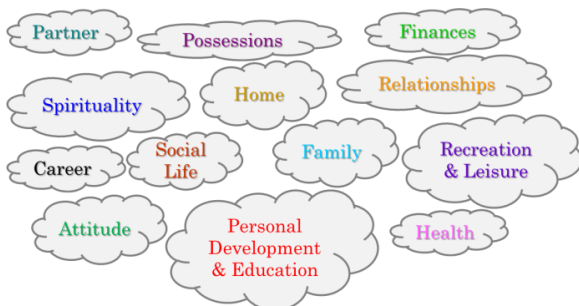 Partner
Possessions
Finances
Spirituality
Home
Relationships
Career
Social
Life
Family
Recreation
& Leisure
Attitude
Personal
Development
& Education
Health